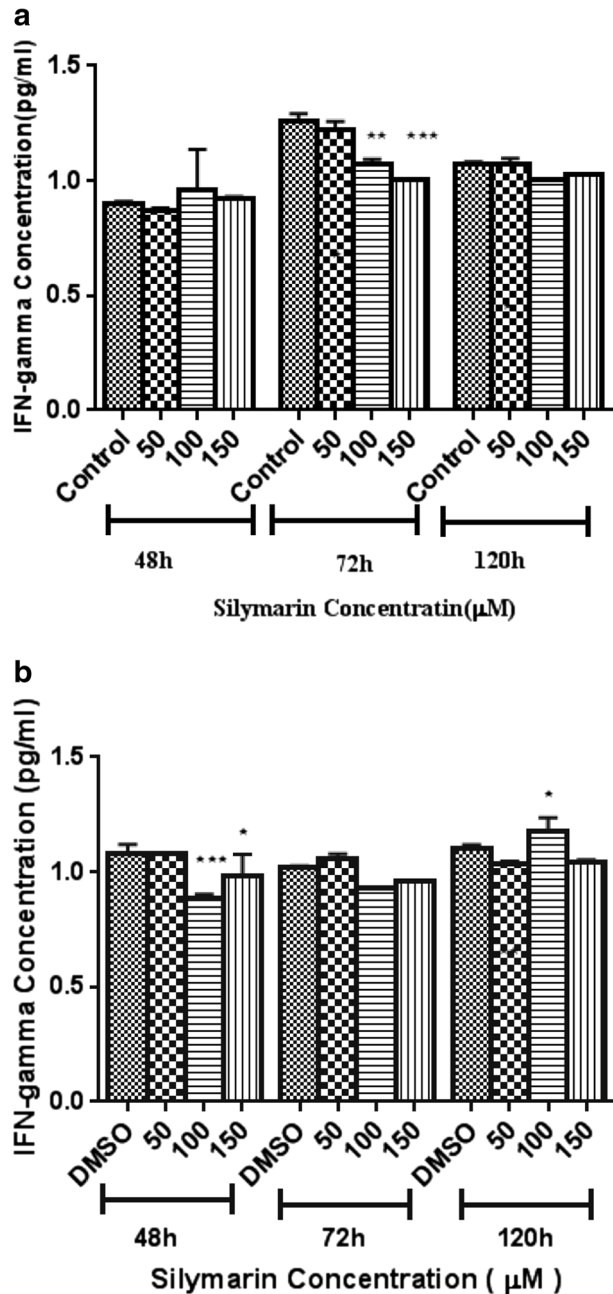 a
IFN-gamma Concentration(pg/ml)
1.5
1.0
0.5
0.0
Control 50 100 150 Control 50 100 150 Control 50 100 150
** ***
48h 72h 120h
Silymarin Concentratin(µM)
b
IFN-gamma Concentration (pg/ml)
1.5
1.0
0.5
0.0
*** * *
DMSO 50 100 150 DMSO 50 100 150 DMSO 50 100 150
48h 72h 120h
Silymarin Concentration ( µM )